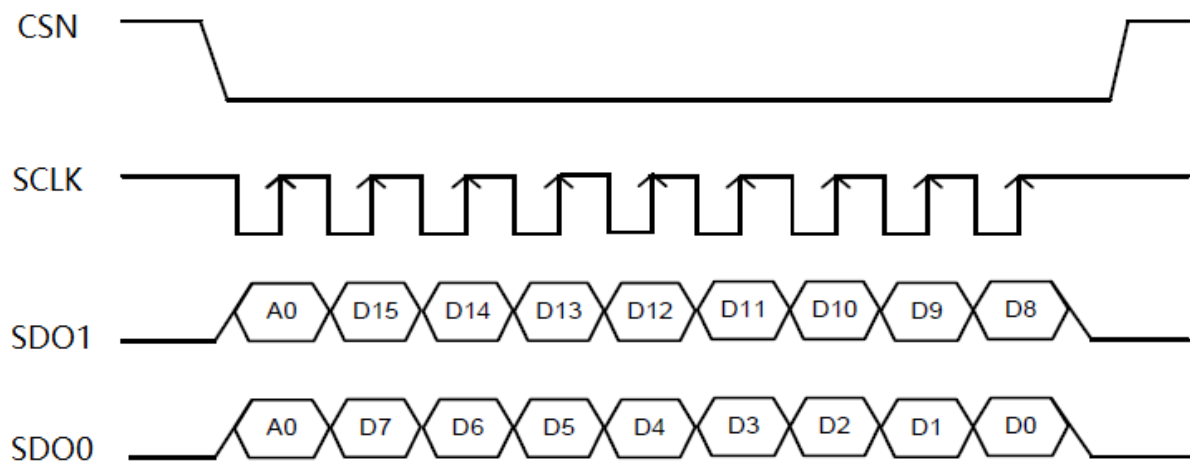 CSN
SCLK
SDO1 A0 D15 D14 D13 D12 D11 D10 D9 D8
SDO0 A0 D7 D6 D5 D4 D3 D2 D1 D0